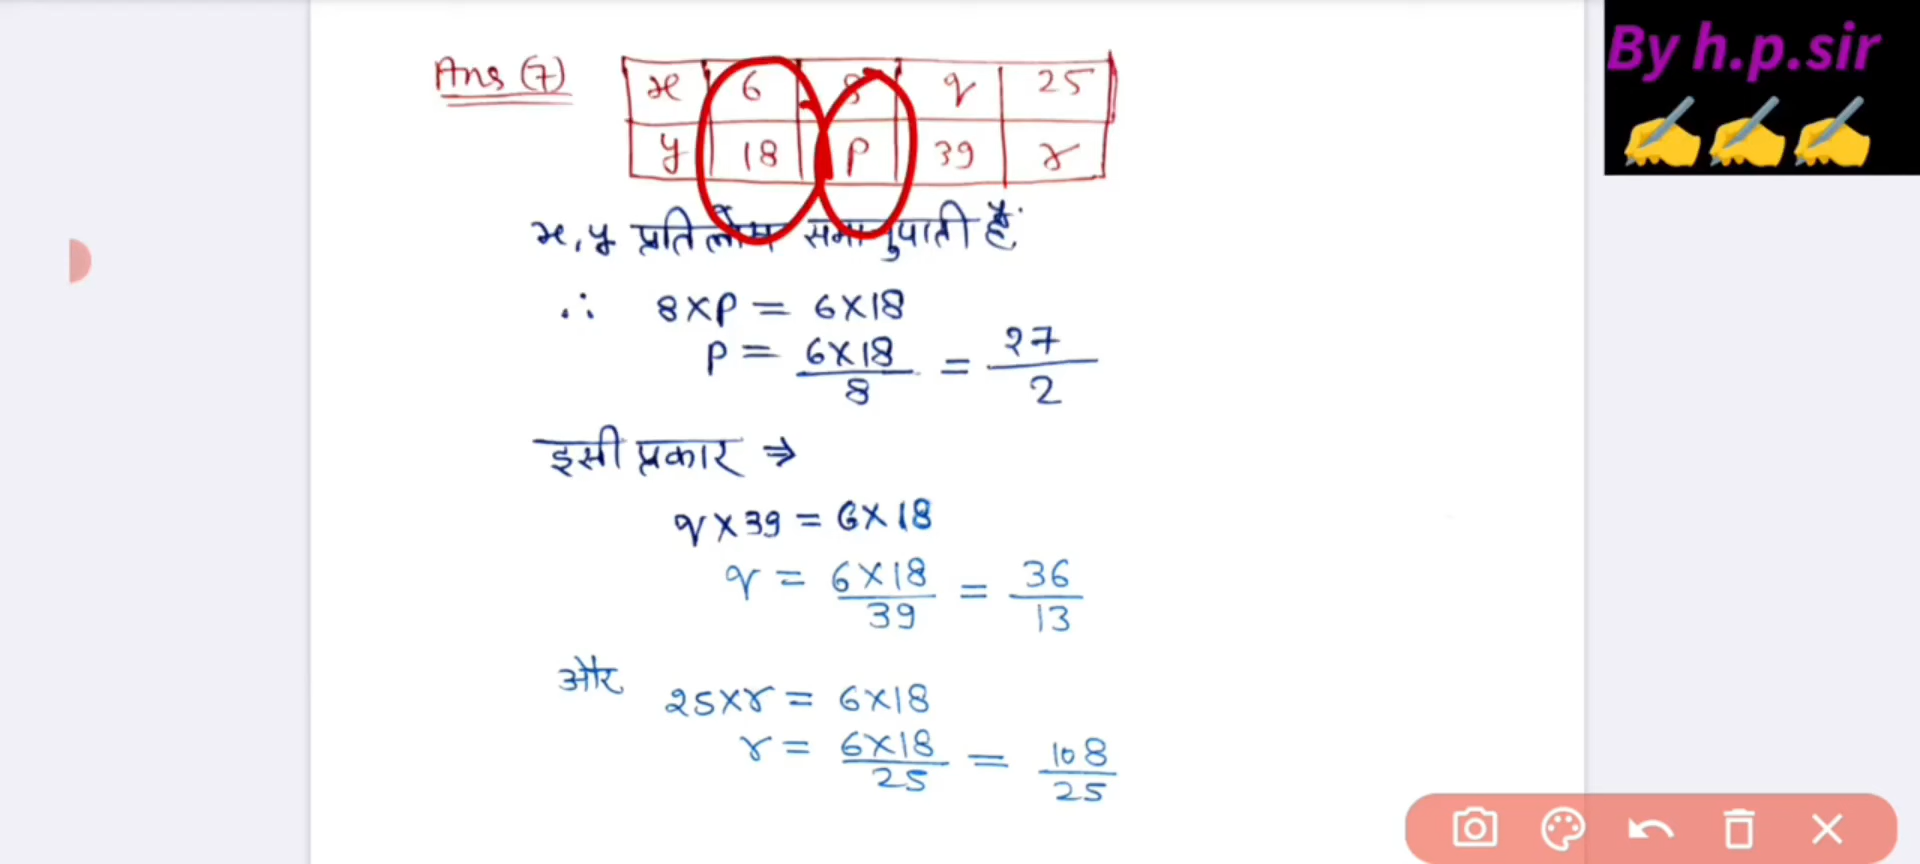 Ans (7)
x 6 8 q 25
y 18 p 39 r
x, y प्रतिलोम समानुपाती हैं
∴ 8×p = 6×18
p = 6×18/8 = 27/2
इसी प्रकार ⇒
q×39 = 6×18
q = 6×18/39 = 36/13
और
25×r = 6×18
r = 6×18/25 = 108/25
By h.p.sir